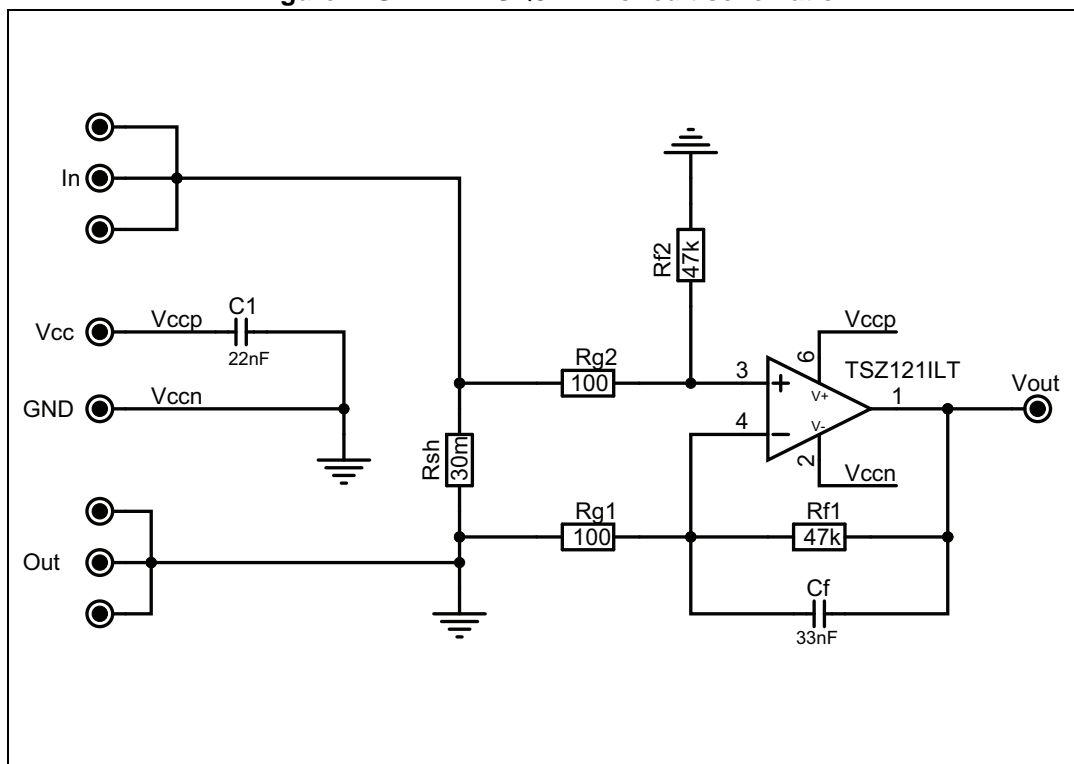 In
Vcc
Vccp
C1
22nF
GND
Vccn
Out
Rsh
30m
Rf2
47k
Rg2
100
3
4
6
V+
V-
2
Vccp
TSZ121ILT
1
Vout
Vccn
Rg1
100
Rf1
47k
Cf
33nF